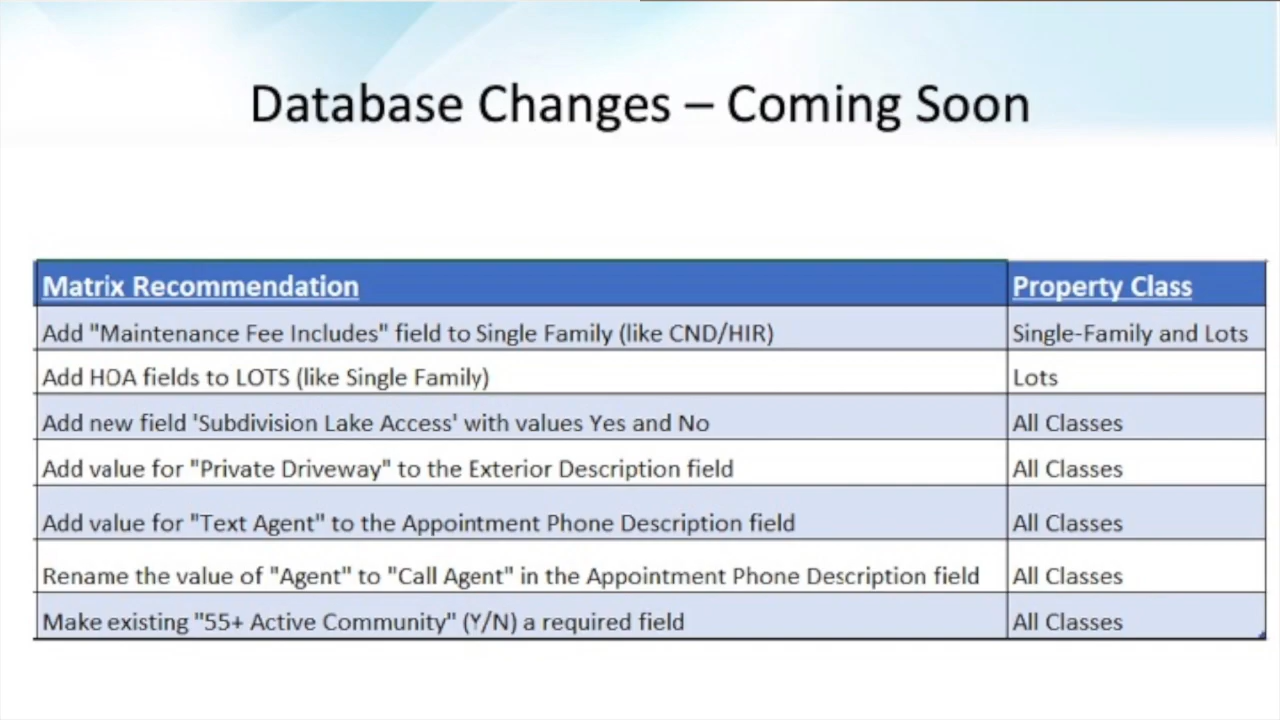 Database Changes – Coming Soon
Matrix Recommendation Property Class
Add "Maintenance Fee Includes" field to Single Family (like CND/HIR) Single-Family and Lots
Add HOA fields to LOTS (like Single Family) Lots
Add new field 'Subdivision Lake Access' with values Yes and No All Classes
Add value for "Private Driveway" to the Exterior Description field All Classes
Add value for "Text Agent" to the Appointment Phone Description field All Classes
Rename the value of "Agent" to "Call Agent" in the Appointment Phone Description field All Classes
Make existing "55+ Active Community" (Y/N) a required field All Classes